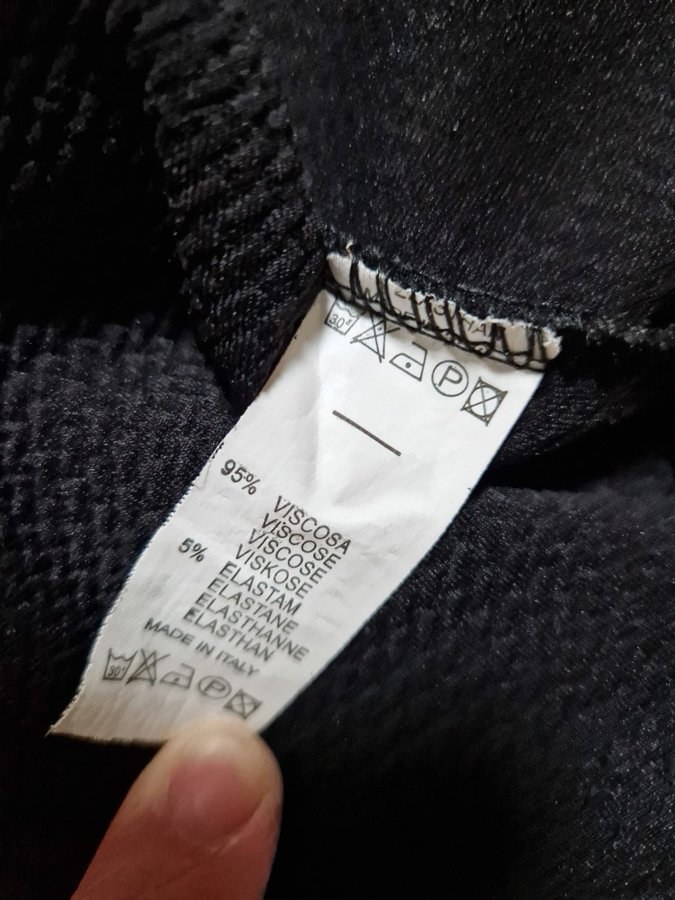 30°
P
95% VISCOSA
VISCOSE
VISCOSE
VISKOSE
5% ELASTAM
ELASTANE
ELASTHANNE
ELASTHAN
MADE IN ITALY
30°
P